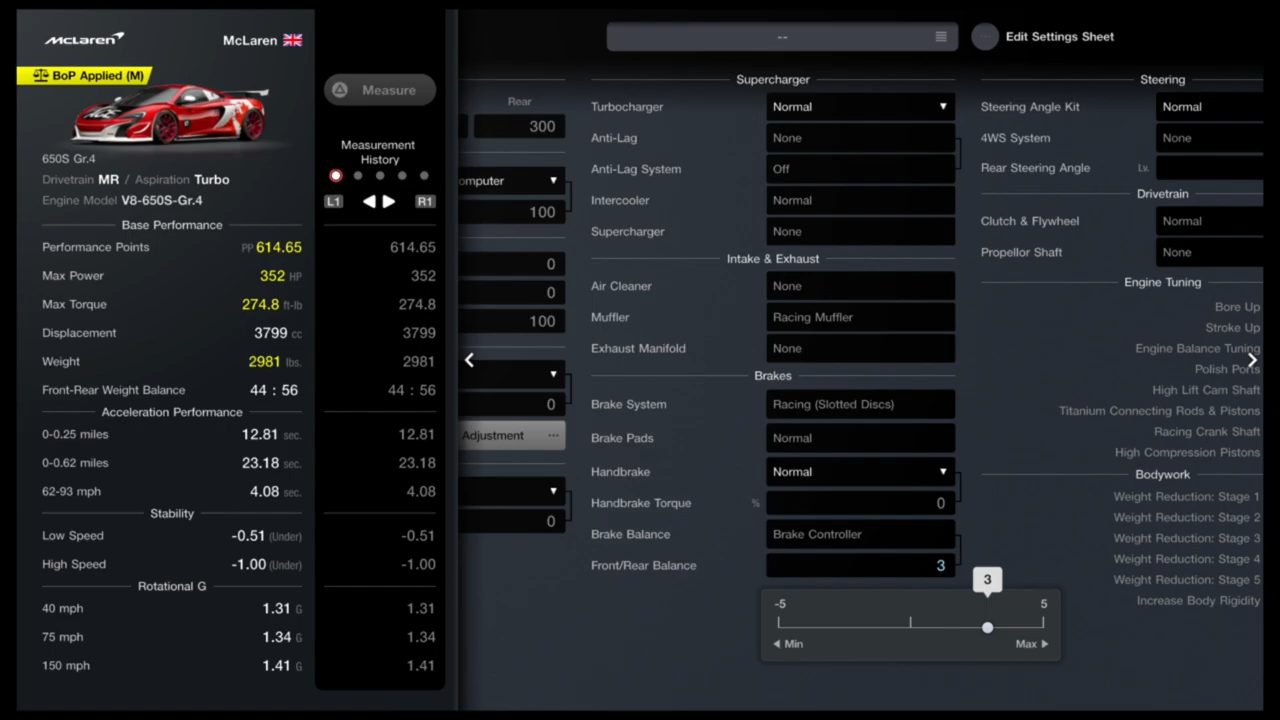 McLaren
McLaren
BoP Applied (M)
650S Gr.4
Drivetrain MR / Aspiration Turbo
Engine Model V8-650S-Gr.4
Base Performance
Performance Points PP 614.65
Max Power 352 HP
Max Torque 274.8 ft-lb
Displacement 3799 cc
Weight 2981 lbs.
Front-Rear Weight Balance 44 : 56
Acceleration Performance
0-0.25 miles 12.81 sec.
0-0.62 miles 23.18 sec.
62-93 mph 4.08 sec.
Stability
Low Speed -0.51 (Under)
High Speed -1.00 (Under)
Rotational G
40 mph 1.31 G
75 mph 1.34 G
150 mph 1.41 G
Measure
Measurement
History
L1 R1
614.65
352
274.8
3799
2981
44 : 56
12.81
23.18
4.08
-0.51
-1.00
1.31
1.34
1.41
--
Edit Settings Sheet
Rear
300
omputer
100
0
0
100
0
Adjustment ...
0
Supercharger
Turbocharger Normal
Anti-Lag None
Anti-Lag System Off
Intercooler Normal
Supercharger None
Intake & Exhaust
Air Cleaner None
Muffler Racing Muffler
Exhaust Manifold None
Brakes
Brake System Racing (Slotted Discs)
Brake Pads Normal
Handbrake Normal
Handbrake Torque % 0
Brake Balance Brake Controller
Front/Rear Balance 3
3
-5 5
Min Max
Steering
Steering Angle Kit Normal
4WS System None
Rear Steering Angle Lv.
Drivetrain
Clutch & Flywheel Normal
Propellor Shaft None
Engine Tuning
Bore Up
Stroke Up
Engine Balance Tuning
Polish Ports
High Lift Cam Shaft
Titanium Connecting Rods & Pistons
Racing Crank Shaft
High Compression Pistons
Bodywork
Weight Reduction: Stage 1
Weight Reduction: Stage 2
Weight Reduction: Stage 3
Weight Reduction: Stage 4
Weight Reduction: Stage 5
Increase Body Rigidity